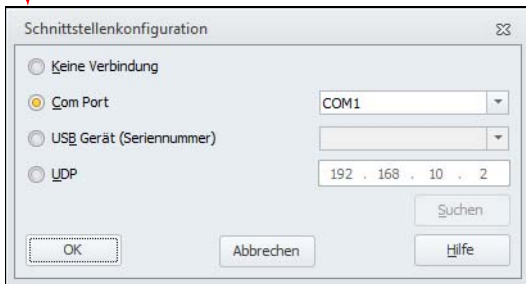 Schnittstellenkonfiguration
Keine Verbindung
Com Port COM1
USB Gerät (Seriennummer)
UDP 192 . 168 . 10 . 2
Suchen
OK Abbrechen Hilfe